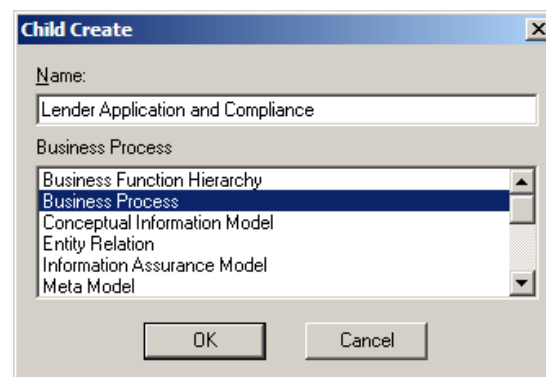 Child Create
Name:
Lender Application and Compliance
Business Process
Business Function Hierarchy
Business Process
Conceptual Information Model
Entity Relation
Information Assurance Model
Meta Model
OK
Cancel